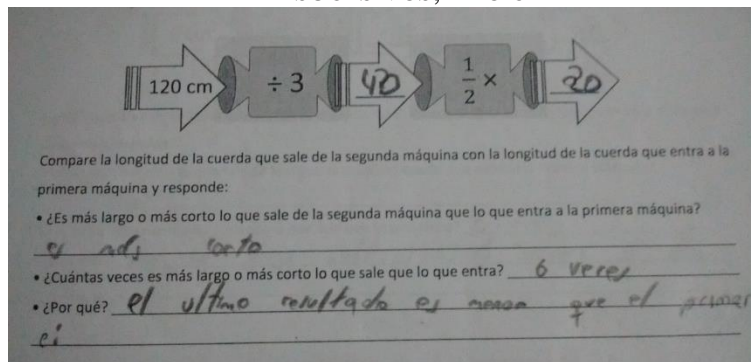 120 cm ÷ 3 40 1/2 × 20
Compare la longitud de la cuerda que sale de la segunda máquina con la longitud de la cuerda que entra a la
primera máquina y responde:
• ¿Es más largo o más corto lo que sale de la segunda máquina que lo que entra a la primera máquina?
corto
• ¿Cuántas veces es más largo o más corto lo que sale que lo que entra? 6 veces
• ¿Por qué? el ultimo resultado es menor que el primer